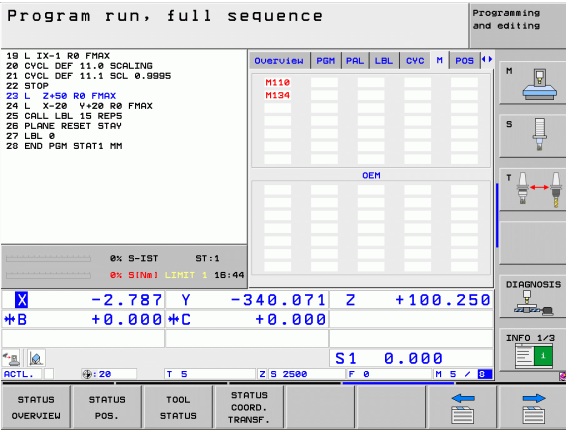 Program run, full sequence
Programming
and editing
19 L IX-1 R0 FMAX
20 CYCL DEF 11.0 SCALING
21 CYCL DEF 11.1 SCL 0.9995
22 STOP
23 L Z+50 R0 FMAX
24 L X-20 Y+20 R0 FMAX
25 CALL LBL 15 REP5
26 PLANE RESET STAY
27 LBL 0
28 END PGM STAT1 MM
Overview PGM PAL LBL CYC M POS
M110
M134
OEM
0% S-IST ST:1
0% S[Nm] LIMIT 1 16:44
X -2.787 Y -340.071 Z +100.250
B +0.000 C +0.000
S1 0.000
ACTL. : 20 T 5 Z S 2500 F 0 M 5 / 8
M
S
T
DIAGNOSIS
INFO 1/3
STATUS
OVERVIEW
STATUS
POS.
TOOL
STATUS
STATUS
COORD.
TRANSF.